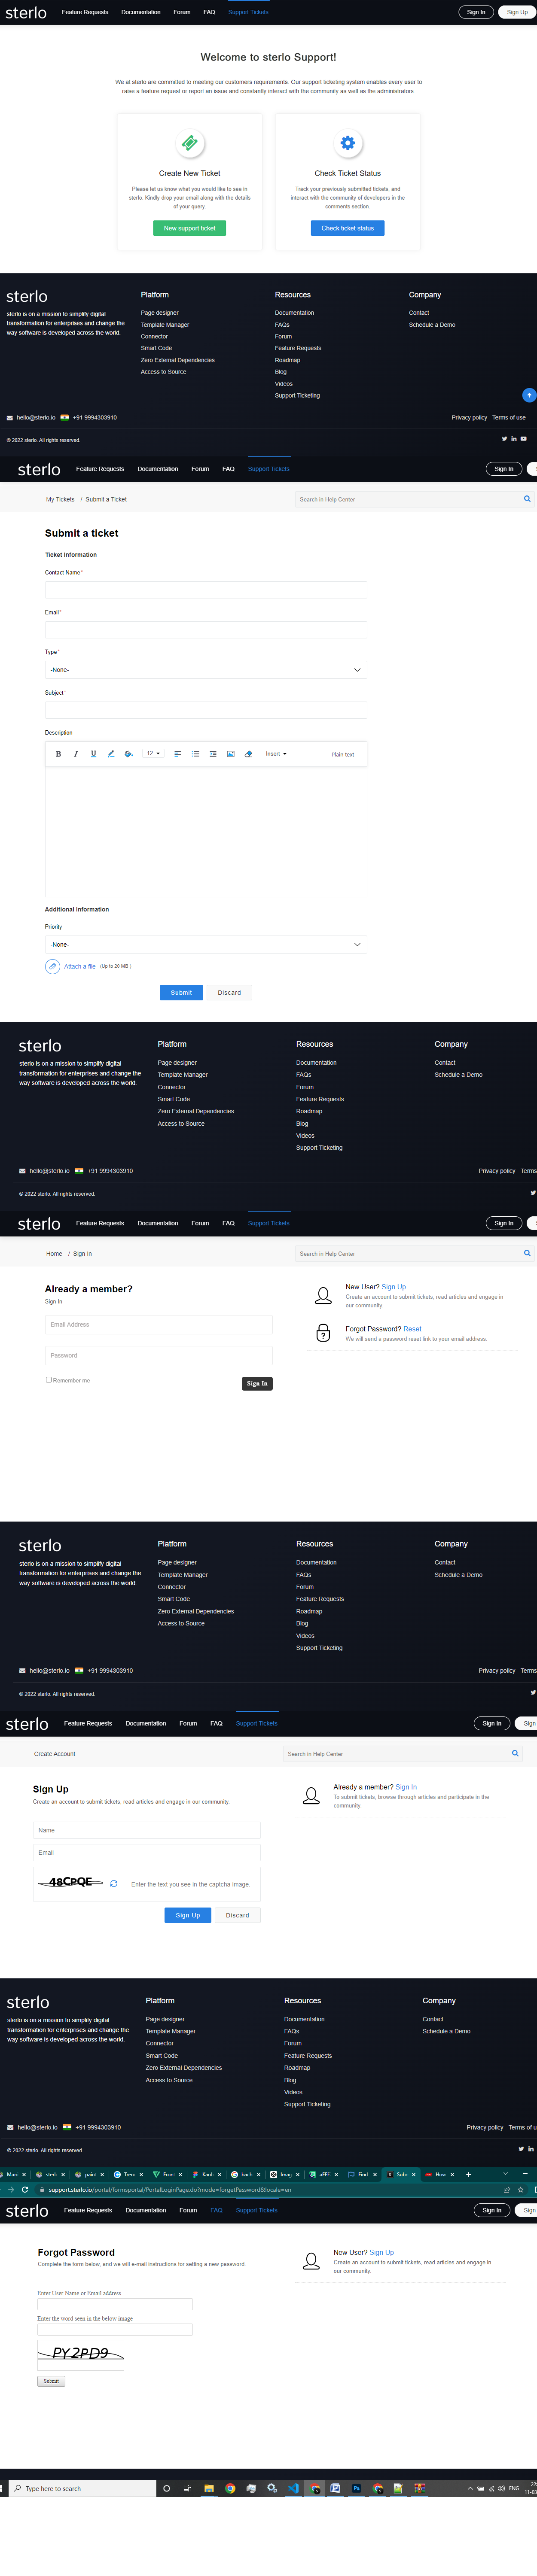 sterlo Feature Requests Documentation Forum FAQ Support Tickets Sign In Sign Up
Welcome to sterlo Support!
We at sterlo are committed to meeting our customers requirements. Our support ticketing system enables every user to
raise a feature request or report an issue and constantly interact with the community as well as the administrators.
Create New Ticket
Please let us know what you would like to see in
sterlo. Kindly drop your email along with the details
of your query.
New support ticket
Check Ticket Status
Track your previously submitted tickets, and
interact with the community of developers in the
comments section.
Check ticket status
sterlo
sterlo is on a mission to simplify digital
transformation for enterprises and change the
way software is developed across the world.
Platform
Page designer
Template Manager
Connector
Smart Code
Zero External Dependencies
Access to Source
Resources
Documentation
FAQs
Forum
Feature Requests
Roadmap
Blog
Videos
Support Ticketing
Company
Contact
Schedule a Demo
hello@sterlo.io +91 9994303910
Privacy policy Terms of use
© 2022 sterlo. All rights reserved.
sterlo Feature Requests Documentation Forum FAQ Support Tickets Sign In S
My Tickets / Submit a Ticket
Search in Help Center
Submit a ticket
Ticket Information
Contact Name*
Email*
Type*
-None-
Subject*
Description
B I U 12 Insert Plain text
Additional Information
Priority
-None-
Attach a file (Up to 20 MB )
Submit Discard
sterlo
sterlo is on a mission to simplify digital
transformation for enterprises and change the
way software is developed across the world.
Platform
Page designer
Template Manager
Connector
Smart Code
Zero External Dependencies
Access to Source
Resources
Documentation
FAQs
Forum
Feature Requests
Roadmap
Blog
Videos
Support Ticketing
Company
Contact
Schedule a Demo
hello@sterlo.io +91 9994303910
Privacy policy Terms
© 2022 sterlo. All rights reserved.
sterlo Feature Requests Documentation Forum FAQ Support Tickets Sign In S
Home / Sign In
Search in Help Center
Already a member?
Sign In
Email Address
Password
Remember me
Sign In
New User? Sign Up
Create an account to submit tickets, read articles and engage in
our community.
Forgot Password? Reset
We will send a password reset link to your email address.
sterlo
sterlo is on a mission to simplify digital
transformation for enterprises and change the
way software is developed across the world.
Platform
Page designer
Template Manager
Connector
Smart Code
Zero External Dependencies
Access to Source
Resources
Documentation
FAQs
Forum
Feature Requests
Roadmap
Blog
Videos
Support Ticketing
Company
Contact
Schedule a Demo
hello@sterlo.io +91 9994303910
Privacy policy Terms
© 2022 sterlo. All rights reserved.
sterlo Feature Requests Documentation Forum FAQ Support Tickets Sign In Sign
Create Account
Search in Help Center
Sign Up
Create an account to submit tickets, read articles and engage in our community.
Name
Email
48CPQE
Enter the text you see in the captcha image.
Sign Up Discard
Already a member? Sign In
To submit tickets, browse through articles and participate in the
community.
sterlo
sterlo is on a mission to simplify digital
transformation for enterprises and change the
way software is developed across the world.
Platform
Page designer
Template Manager
Connector
Smart Code
Zero External Dependencies
Access to Source
Resources
Documentation
FAQs
Forum
Feature Requests
Roadmap
Blog
Videos
Support Ticketing
Company
Contact
Schedule a Demo
hello@sterlo.io +91 9994303910
Privacy policy Terms of u
© 2022 sterlo. All rights reserved.
Man sterl pain Tren Fron Kanb bach Imag aFFE Find Subr How
support.sterlo.io/portal/formsportal/PortalLoginPage.do?mode=forgetPassword&locale=en
sterlo Feature Requests Documentation Forum FAQ Support Tickets Sign In Sign
Forgot Password
Complete the form below, and we will e-mail instructions for setting a new password.
Enter User Name or Email address
Enter the word seen in the below image
PY2PD9
Submit
New User? Sign Up
Create an account to submit tickets, read articles and engage in
our community.
Type here to search
ENG
22:
11-0